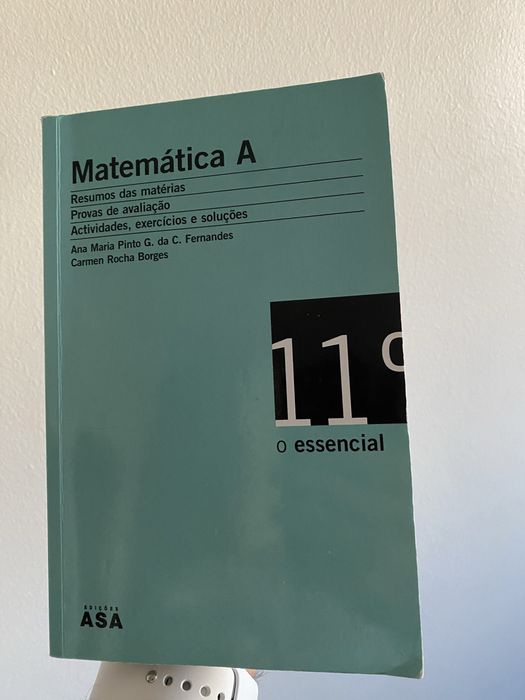 Matemática A
Resumos das matérias
Provas de avaliação
Actividades, exercícios e soluções
Ana Maria Pinto G. da C. Fernandes
Carmen Rocha Borges
11º
o essencial
EDIÇÕES
ASA